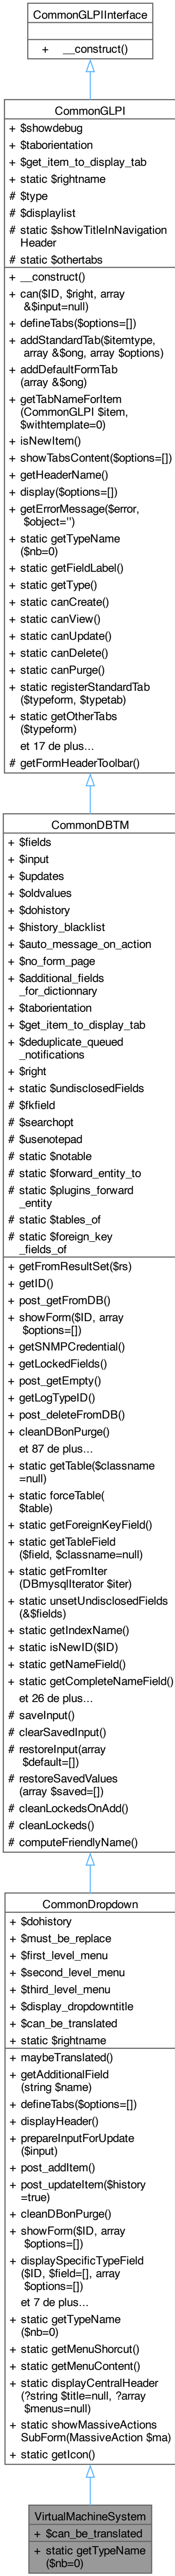 CommonGLPIInterface
+ __construct()
CommonGLPI
+ $showdebug
+ $taborientation
+ $get_item_to_display_tab
+ static $rightname
# $type
# $displaylist
# static $showTitleInNavigation
Header
# static $othertabs
+ __construct()
+ can($ID, $right, array
&$input=null)
+ defineTabs($options=[])
+ addStandardTab($itemtype,
array &$ong, array $options)
+ addDefaultFormTab
(array &$ong)
+ getTabNameForItem
(CommonGLPI $item,
$withtemplate=0)
+ isNewItem()
+ showTabsContent($options=[])
+ getHeaderName()
+ display($options=[])
+ getErrorMessage($error,
$object='')
+ static getTypeName
($nb=0)
+ static getFieldLabel()
+ static getType()
+ static canCreate()
+ static canView()
+ static canUpdate()
+ static canDelete()
+ static canPurge()
+ static registerStandardTab
($typeform, $typetab)
+ static getOtherTabs
($typeform)
et 17 de plus...
# getFormHeaderToolbar()
CommonDBTM
+ $fields
+ $input
+ $updates
+ $oldvalues
+ $dohistory
+ $history_blacklist
+ $auto_message_on_action
+ $no_form_page
+ $additional_fields
_for_dictionnary
+ $taborientation
+ $get_item_to_display_tab
+ $deduplicate_queued
_notifications
+ $right
+ static $undisclosedFields
# $fkfield
# $searchopt
# $usenotepad
# static $notable
# static $forward_entity_to
# static $plugins_forward
_entity
# static $tables_of
# static $foreign_key
_fields_of
+ getFromResultSet($rs)
+ getID()
+ post_getFromDB()
+ showForm($ID, array
$options=[])
+ getSNMPCredential()
+ getLockedFields()
+ post_getEmpty()
+ getLogTypeID()
+ post_deleteFromDB()
+ cleanDBonPurge()
et 87 de plus...
+ static getTable($classname
=null)
+ static forceTable(
$table)
+ static getForeignKeyField()
+ static getTableField
($field, $classname=null)
+ static getFromIter
(DBmysqlIterator $iter)
+ static unsetUndisclosedFields
(&$fields)
+ static getIndexName()
+ static isNewID($ID)
+ static getNameField()
+ static getCompleteNameField()
et 26 de plus...
# saveInput()
# clearSavedInput()
# restoreInput(array
$default=[])
# restoreSavedValues
(array $saved=[])
# cleanLockedsOnAdd()
# cleanLockeds()
# computeFriendlyName()
CommonDropdown
+ $dohistory
+ $must_be_replace
+ $first_level_menu
+ $second_level_menu
+ $third_level_menu
+ $display_dropdowntitle
+ $can_be_translated
+ static $rightname
+ maybeTranslated()
+ getAdditionalField
(string $name)
+ defineTabs($options=[])
+ displayHeader()
+ prepareInputForUpdate
($input)
+ post_addItem()
+ post_updateItem($history
=true)
+ cleanDBonPurge()
+ showForm($ID, array
$options=[])
+ displaySpecificTypeField
($ID, $field=[], array
$options=[])
et 7 de plus...
+ static getTypeName
($nb=0)
+ static getMenuShorcut()
+ static getMenuContent()
+ static displayCentralHeader
(?string $title=null, ?array
$menus=null)
+ static showMassiveActions
SubForm(MassiveAction $ma)
+ static getIcon()
VirtualMachineSystem
+ $can_be_translated
+ static getTypeName
($nb=0)